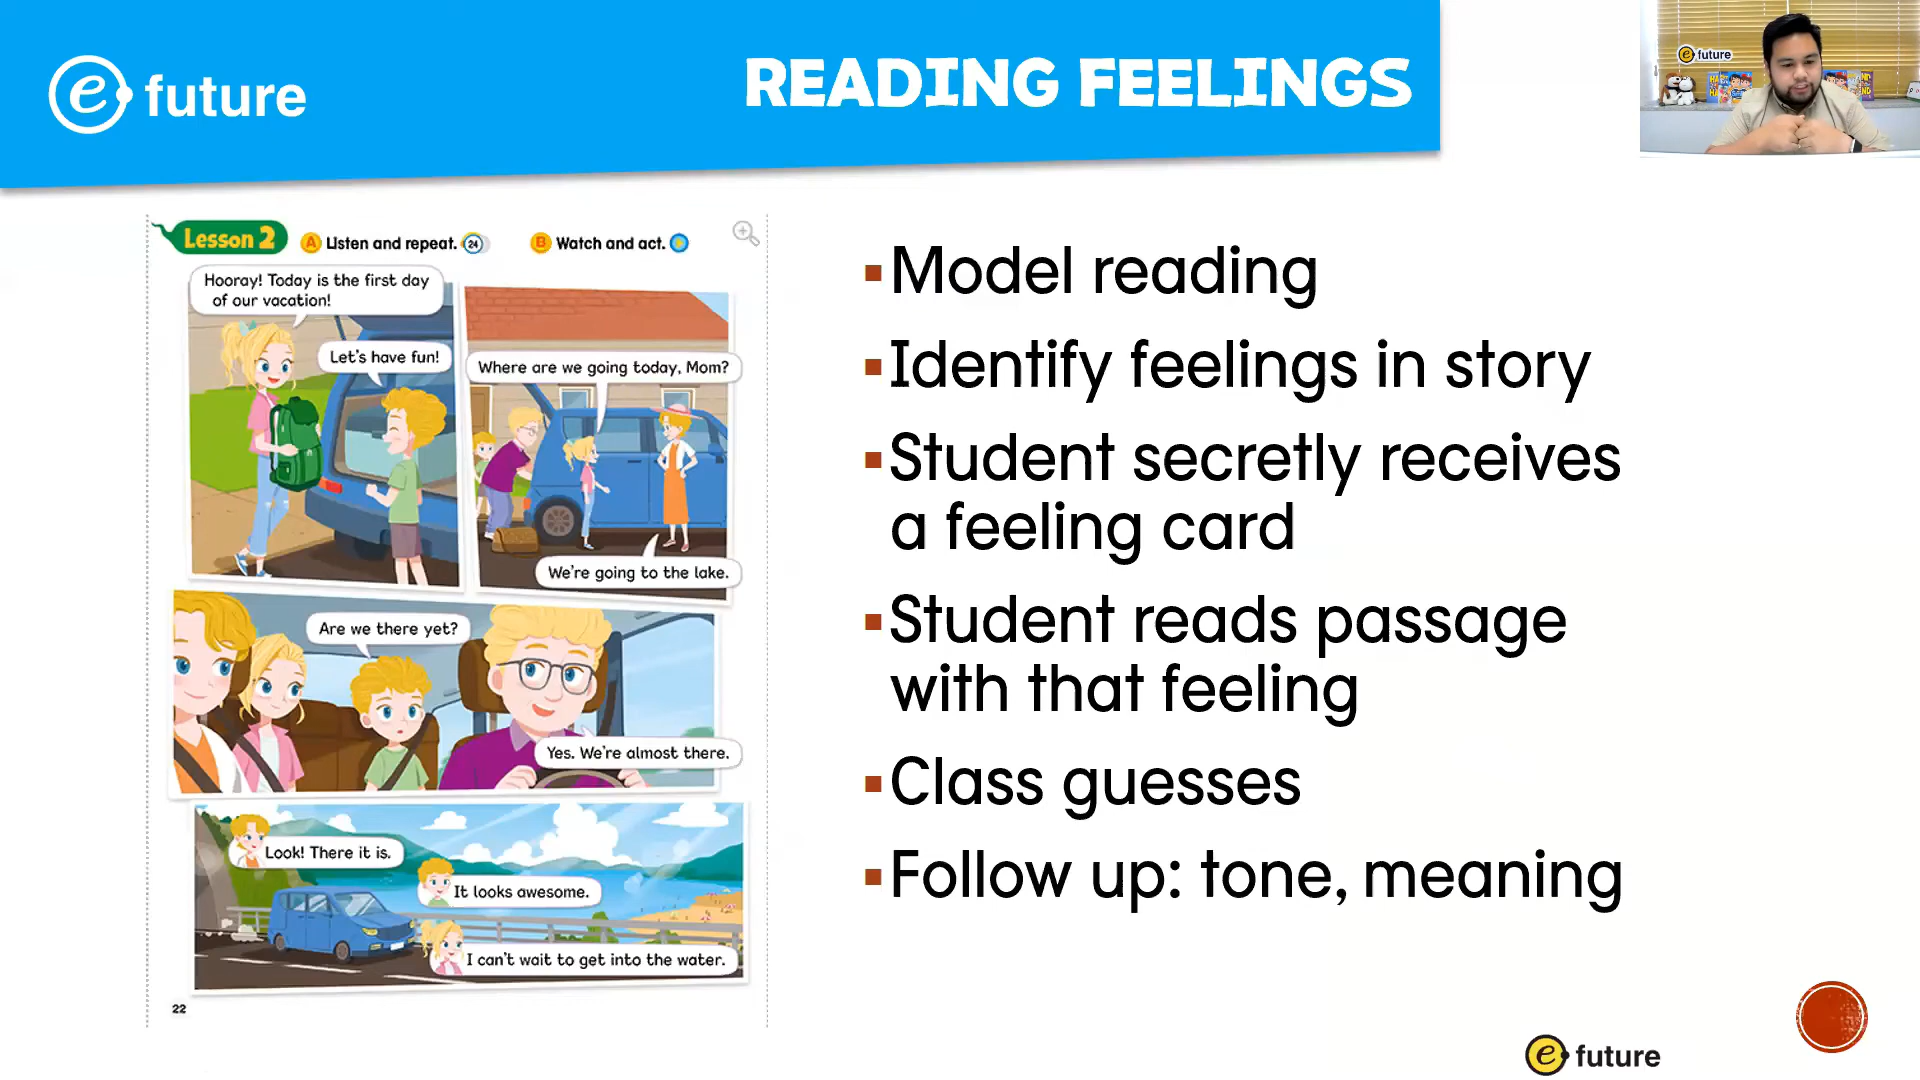 e future
READING FEELINGS
e future
Lesson 2
A Listen and repeat. 24
B Watch and act.
Hooray! Today is the first day
of our vacation!
Let's have fun!
Where are we going today, Mom?
We're going to the lake.
Are we there yet?
Yes. We're almost there.
Look! There it is.
It looks awesome.
I can't wait to get into the water.
22
Model reading
Identify feelings in story
Student secretly receives
a feeling card
Student reads passage
with that feeling
Class guesses
Follow up: tone, meaning
e future